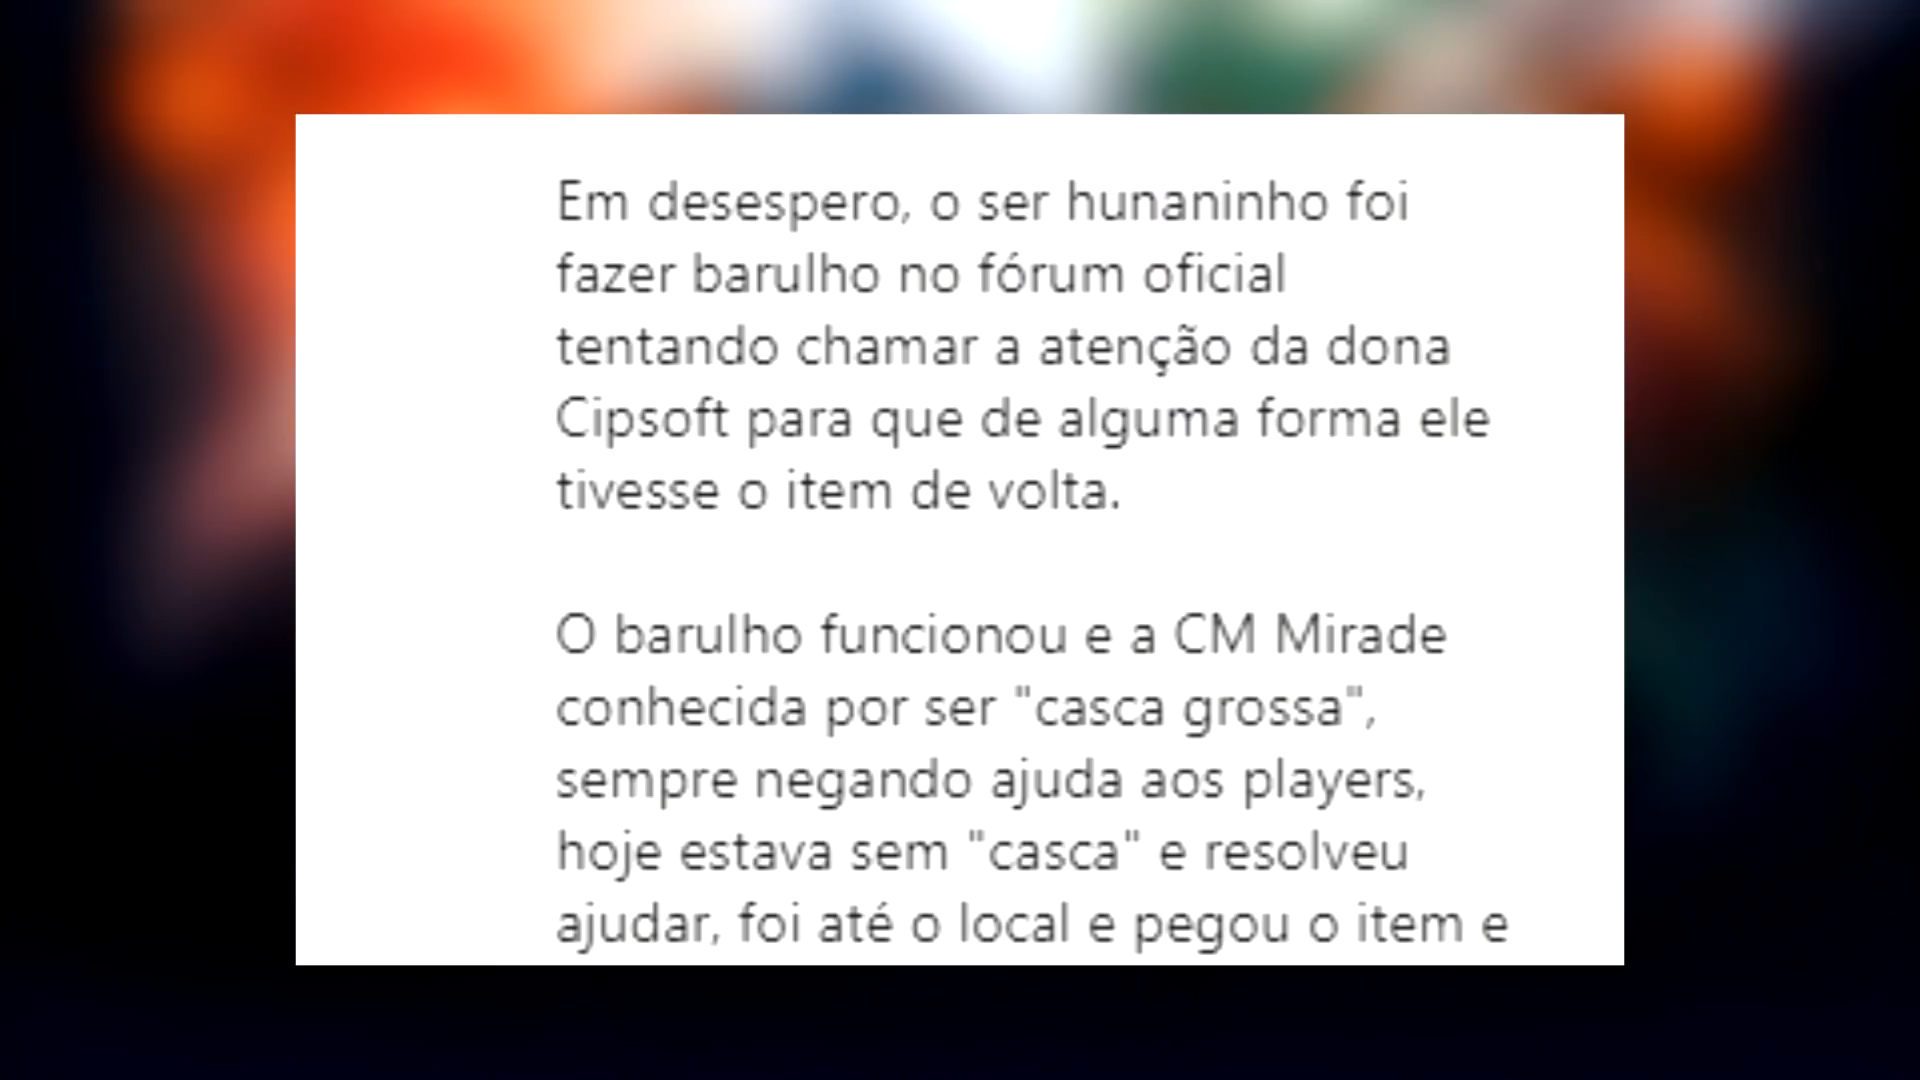 Em desespero, o ser hunaninho foi
fazer barulho no fórum oficial
tentando chamar a atenção da dona
Cipsoft para que de alguma forma ele
tivesse o item de volta.
O barulho funcionou e a CM Mirade
conhecida por ser "casca grossa",
sempre negando ajuda aos players,
hoje estava sem "casca" e resolveu
ajudar, foi até o local e pegou o item e